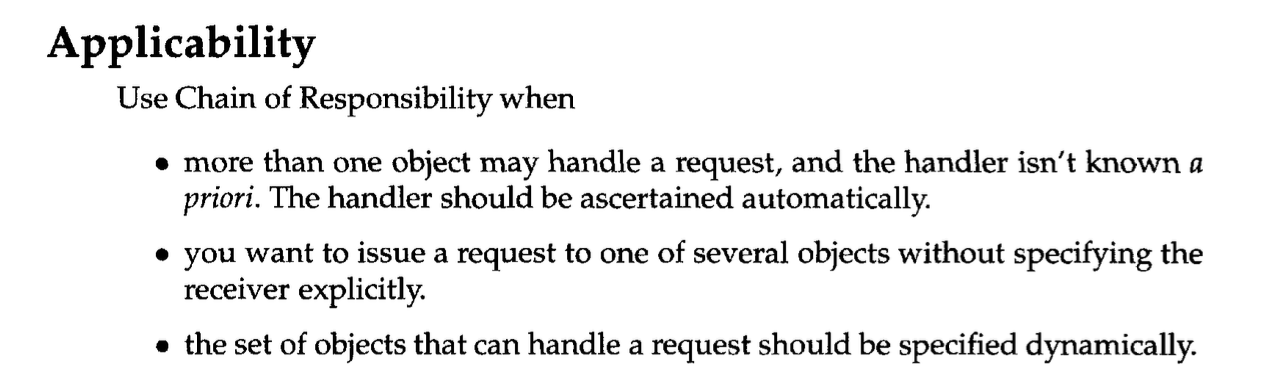 Applicability
Use Chain of Responsibility when
• more than one object may handle a request, and the handler isn't known a
priori. The handler should be ascertained automatically.
• you want to issue a request to one of several objects without specifying the
receiver explicitly.
• the set of objects that can handle a request should be specified dynamically.